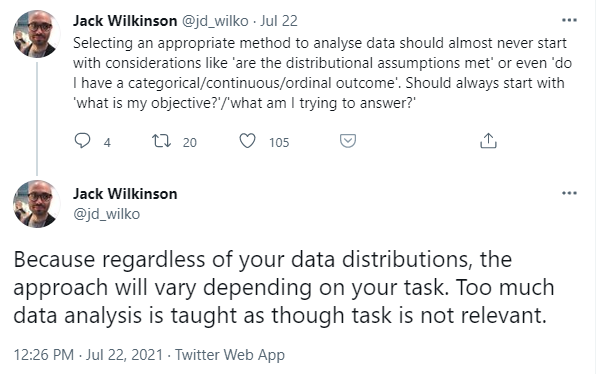 Jack Wilkinson @jd_wilko · Jul 22
Selecting an appropriate method to analyse data should almost never start
with considerations like 'are the distributional assumptions met' or even 'do
I have a categorical/continuous/ordinal outcome'. Should always start with
'what is my objective?'/'what am I trying to answer?'
4 20 105
Jack Wilkinson
@jd_wilko
Because regardless of your data distributions, the
approach will vary depending on your task. Too much
data analysis is taught as though task is not relevant.
12:26 PM · Jul 22, 2021 · Twitter Web App